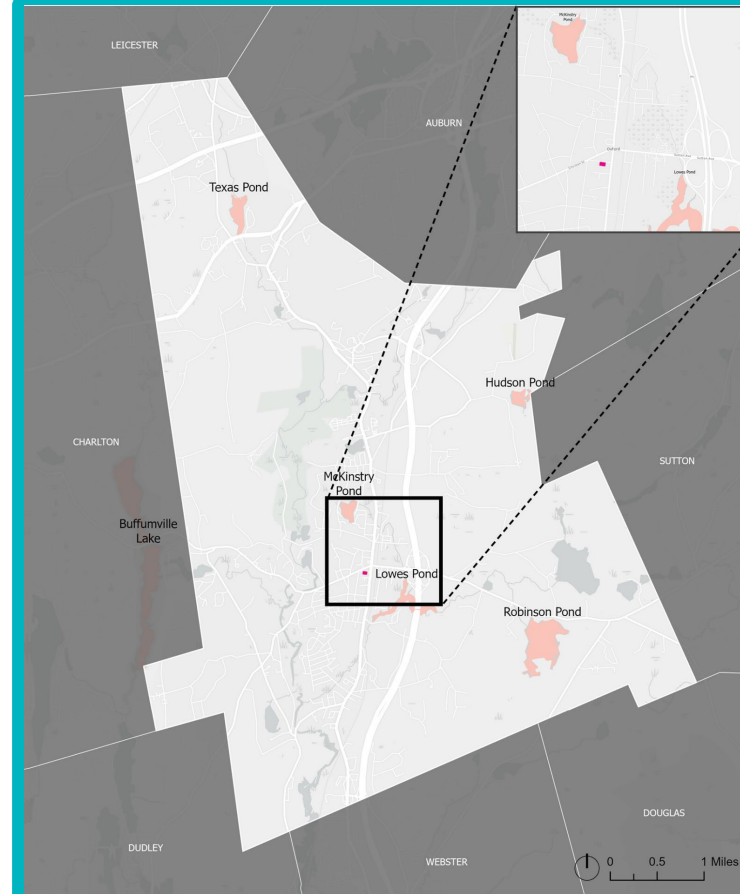 LEICESTER
McKinstry
Pond
AUBURN
Oxford
Lowes Pond
Texas Pond
Hudson Pond
CHARLTON
SUTTON
McKinstry
Pond
Buffumville
Lake
Lowes Pond
Robinson Pond
DOUGLAS
DUDLEY
WEBSTER
0 0.5 1 Miles